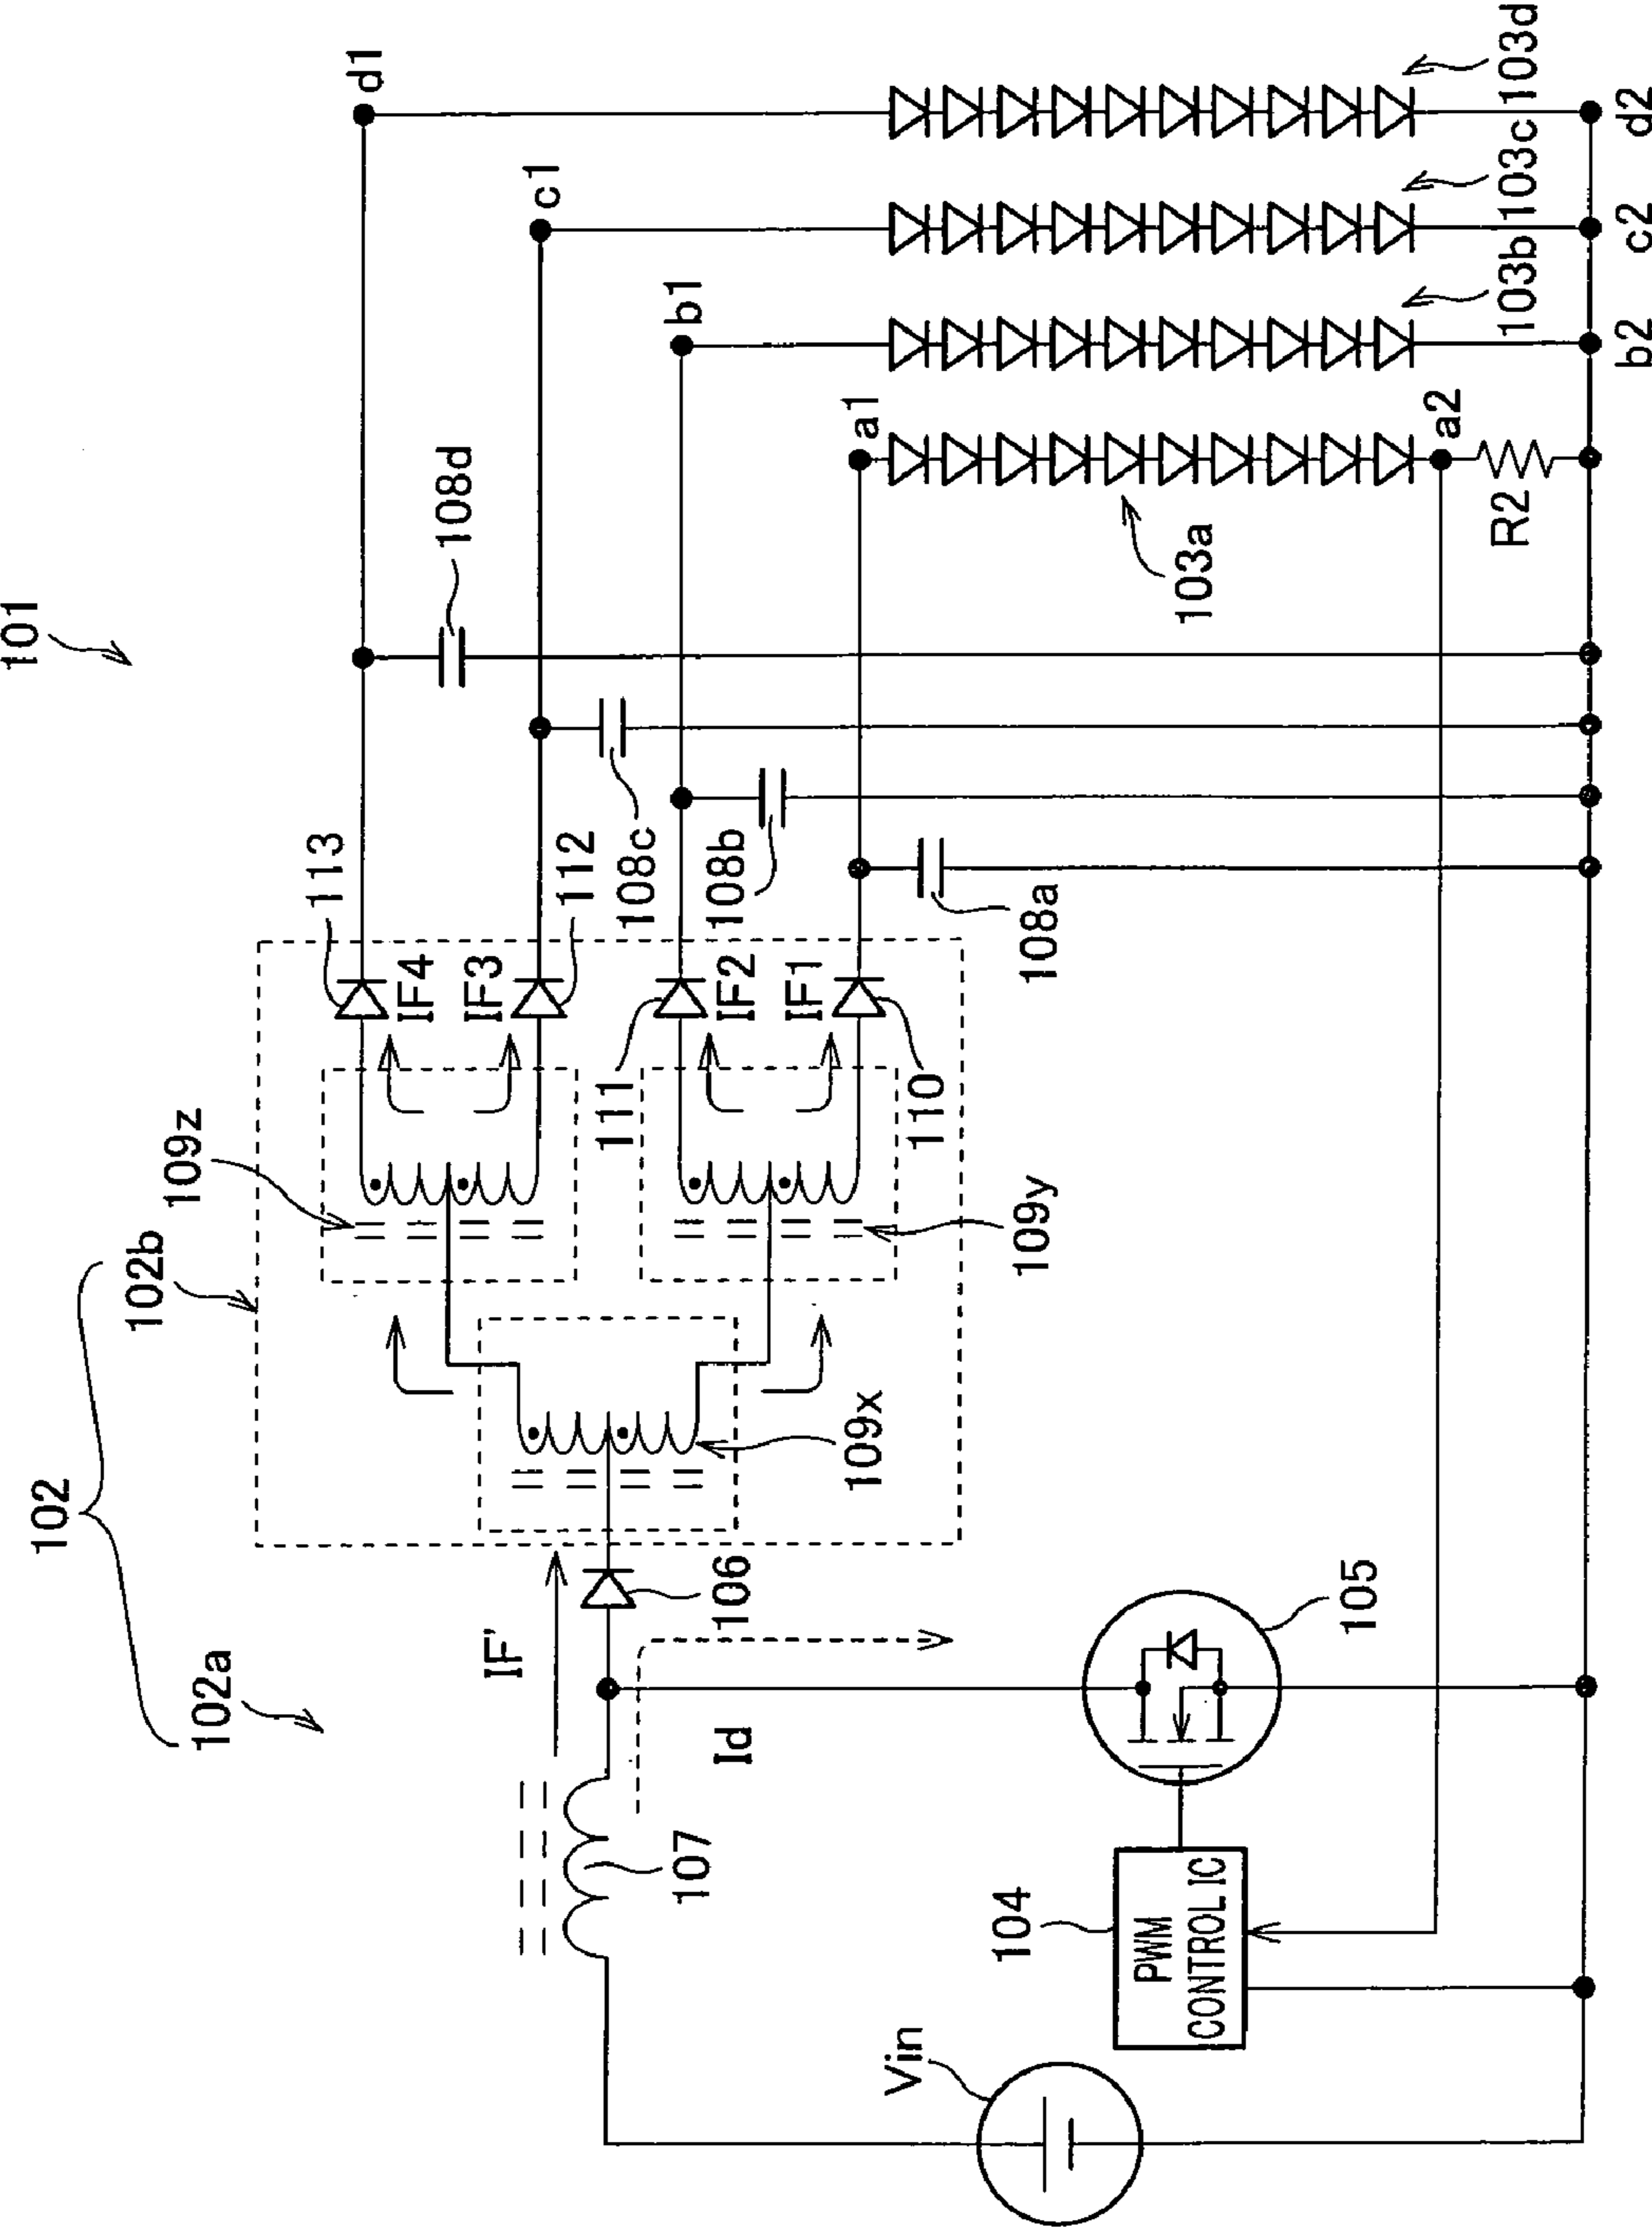 101
102
102a
102b
109z
113
IF4
IF3
112
108d
d1
c1
b1
a1
108c
108b
108a
111
IF2
IF1
110
109y
109x
IF'
106
Id
107
105
104
PWM
CONTROL IC
Vin
103a
a2
R2
103b
103c
103d
b2
c2
d2